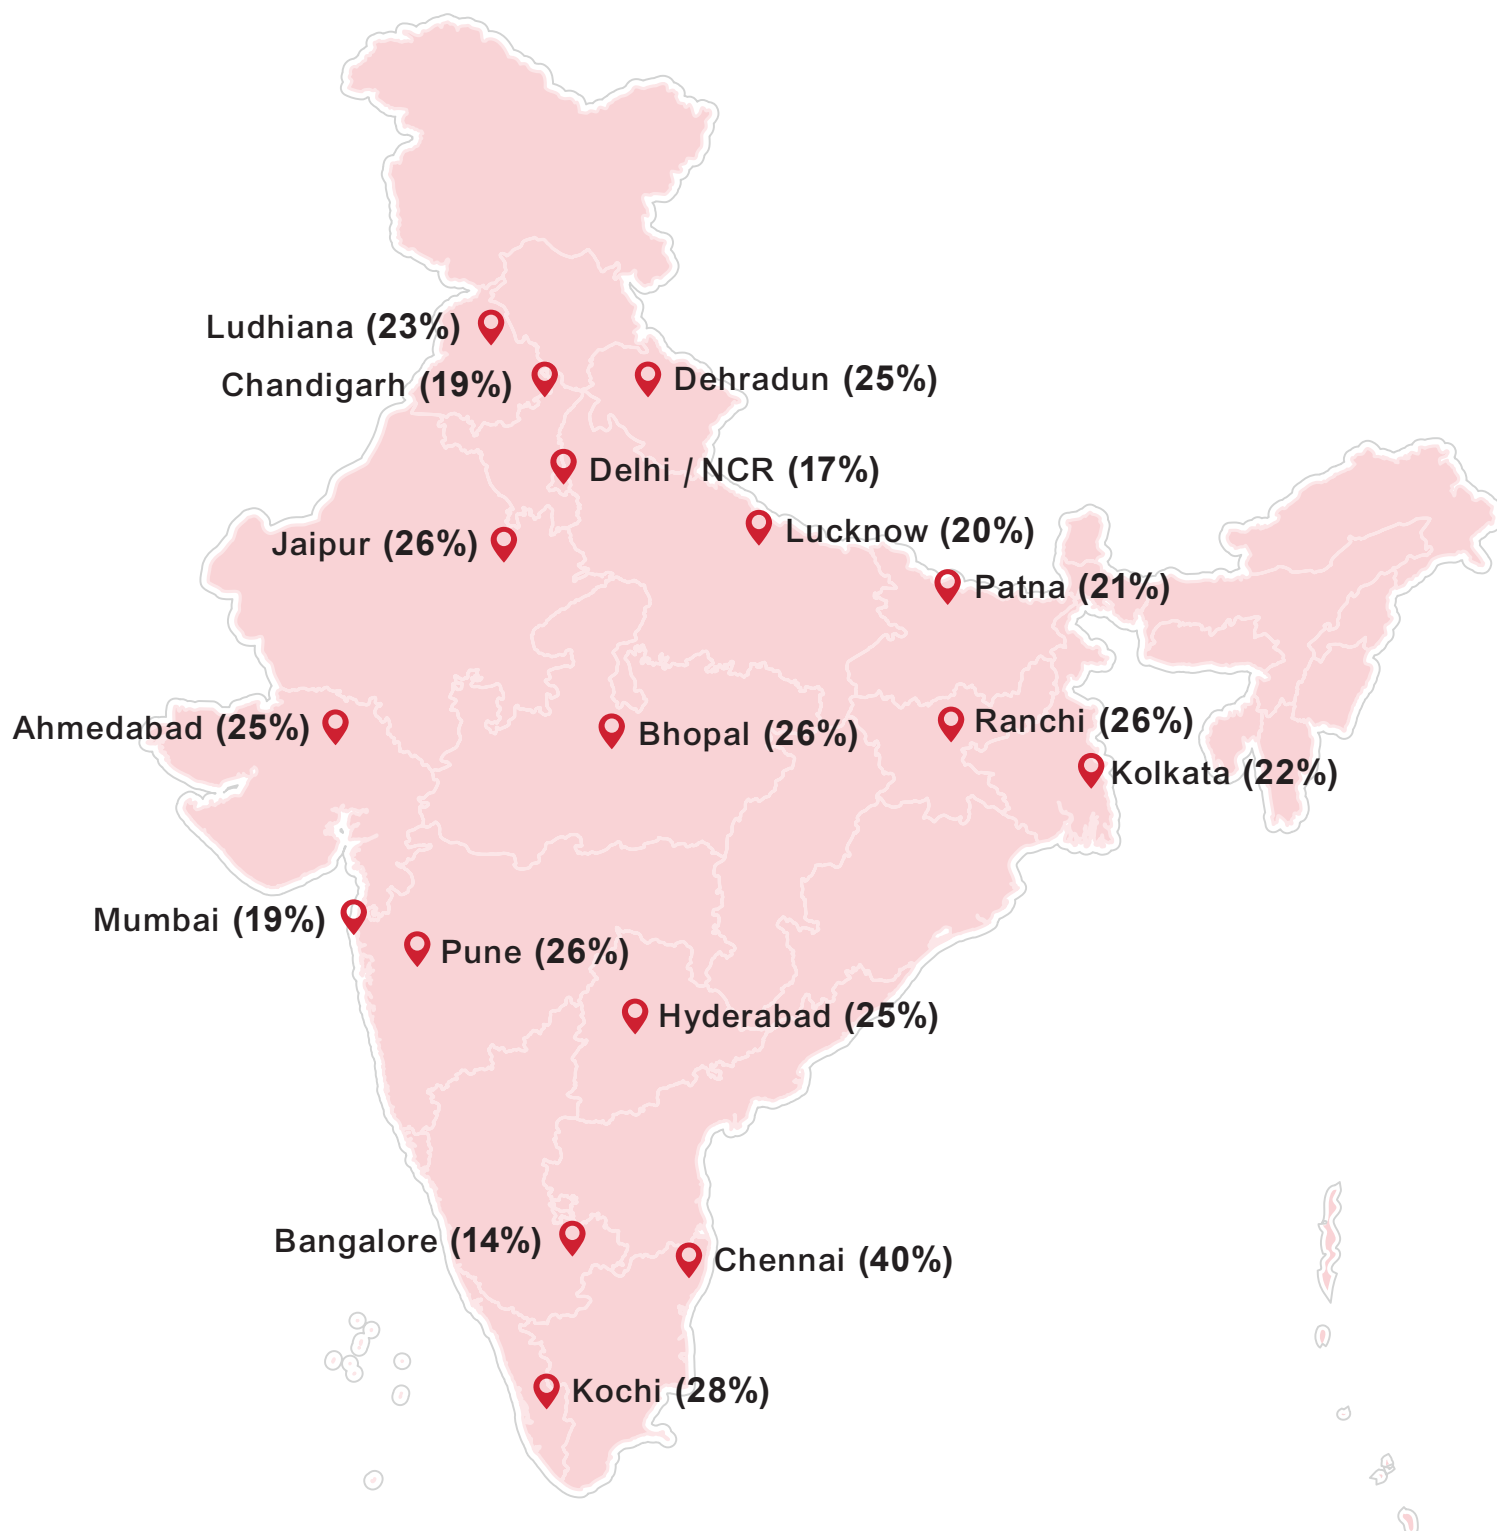 Ludhiana (23%)
Chandigarh (19%)
Dehradun (25%)
Delhi / NCR (17%)
Lucknow (20%)
Jaipur (26%)
Patna (21%)
Ahmedabad (25%)
Bhopal (26%)
Ranchi (26%)
Kolkata (22%)
Mumbai (19%)
Pune (26%)
Hyderabad (25%)
Bangalore (14%)
Chennai (40%)
Kochi (28%)